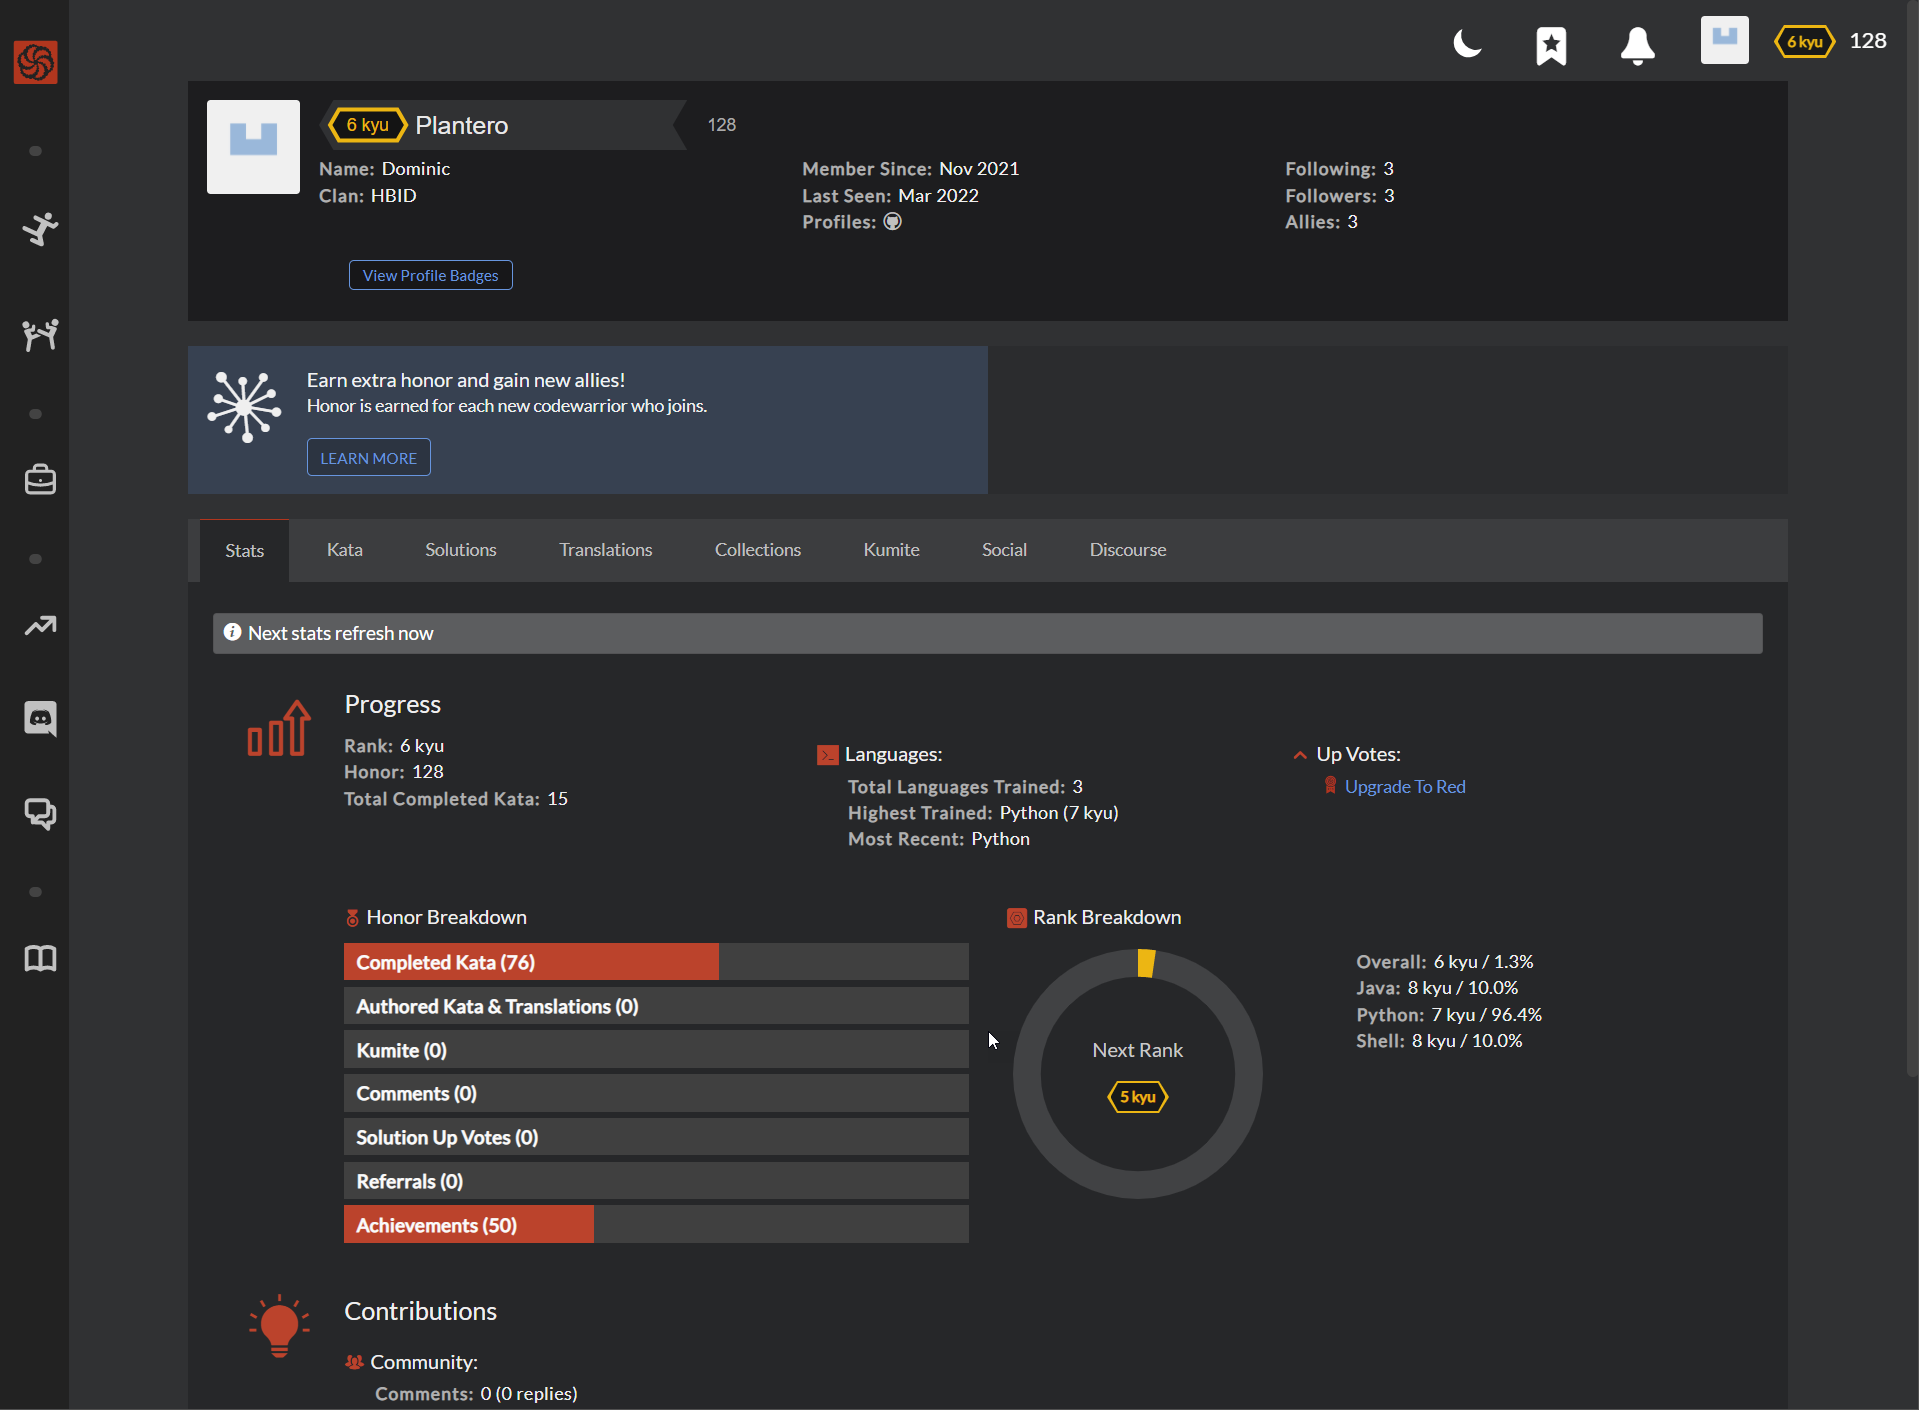 6 kyu 128
6 kyu Plantero 128
Name: Dominic
Clan: HBID
Member Since: Nov 2021
Last Seen: Mar 2022
Profiles:
Following: 3
Followers: 3
Allies: 3
View Profile Badges
Earn extra honor and gain new allies!
Honor is earned for each new codewarrior who joins.
LEARN MORE
Stats Kata Solutions Translations Collections Kumite Social Discourse
Next stats refresh now
Progress
Rank: 6 kyu
Honor: 128
Total Completed Kata: 15
Languages:
Total Languages Trained: 3
Highest Trained: Python (7 kyu)
Most Recent: Python
Up Votes:
Upgrade To Red
Honor Breakdown
Completed Kata (76)
Authored Kata & Translations (0)
Kumite (0)
Comments (0)
Solution Up Votes (0)
Referrals (0)
Achievements (50)
Rank Breakdown
Next Rank
5 kyu
Overall: 6 kyu / 1.3%
Java: 8 kyu / 10.0%
Python: 7 kyu / 96.4%
Shell: 8 kyu / 10.0%
Contributions
Community:
Comments: 0 (0 replies)